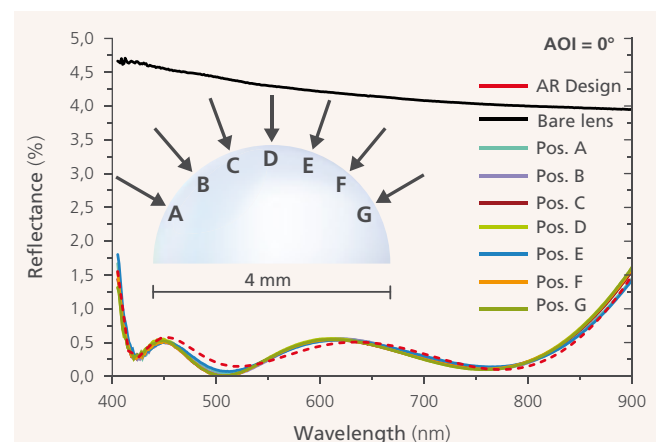 5,0
4,5
4,0
3,5
3,0
2,5
2,0
1,5
1,0
0,5
0,0
Reflectance (%)
AOI = 0°
AR Design
Bare lens
Pos. A
Pos. B
Pos. C
Pos. D
Pos. E
Pos. F
Pos. G
A
B
C
D
E
F
G
4 mm
400 500 600 700 800 900
Wavelength (nm)